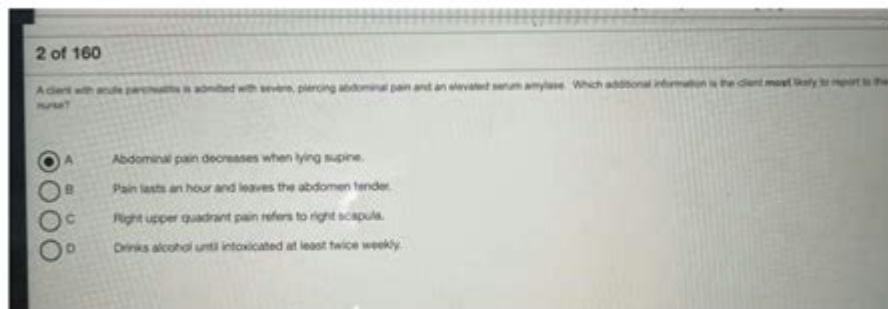 2 of 160
A client with acute pancreatitis is admitted with severe, piercing abdominal pain and an elevated serum amylase. Which additional information is the client most likely to report to the
nurse?
A Abdominal pain decreases when lying supine.
B Pain lasts an hour and leaves the abdomen tender.
C Right upper quadrant pain refers to right scapula.
D Drinks alcohol until intoxicated at least twice weekly.